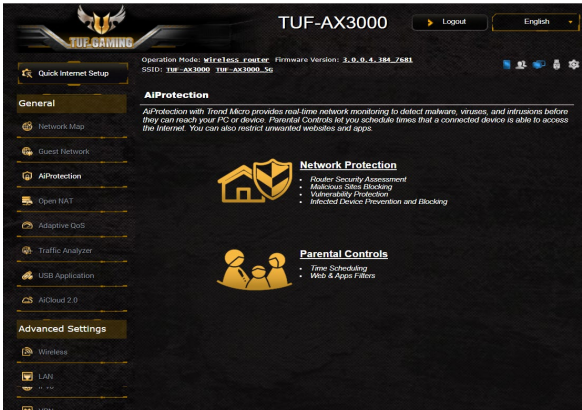 TUF-AX3000
Logout
English
TUF GAMING
Quick Internet Setup
Operation Mode: Wireless router Firmware Version: 3.0.0.4.384_7681
SSID: TUF-AX3000 TUF-AX3000_5G
General
Network Map
Guest Network
AiProtection
Open NAT
Adaptive QoS
Traffic Analyzer
USB Application
AiCloud 2.0
Advanced Settings
Wireless
LAN
AiProtection
AiProtection with Trend Micro provides real-time network monitoring to detect malware, viruses, and intrusions before
they can reach your PC or device. Parental Controls let you schedule times that a connected device is able to access
the Internet. You can also restrict unwanted websites and apps.
Network Protection
• Router Security Assessment
• Malicious Sites Blocking
• Vulnerability Protection
• Infected Device Prevention and Blocking
Parental Controls
• Time Scheduling
• Web & Apps Filters